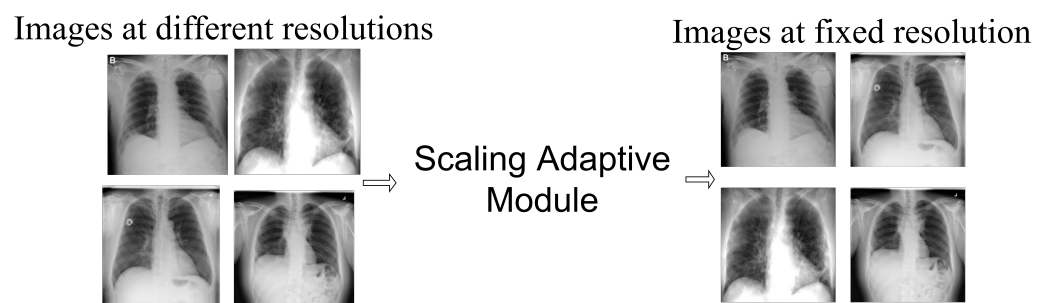 Images at different resolutions
Images at fixed resolution
B
B
Scaling Adaptive
Module